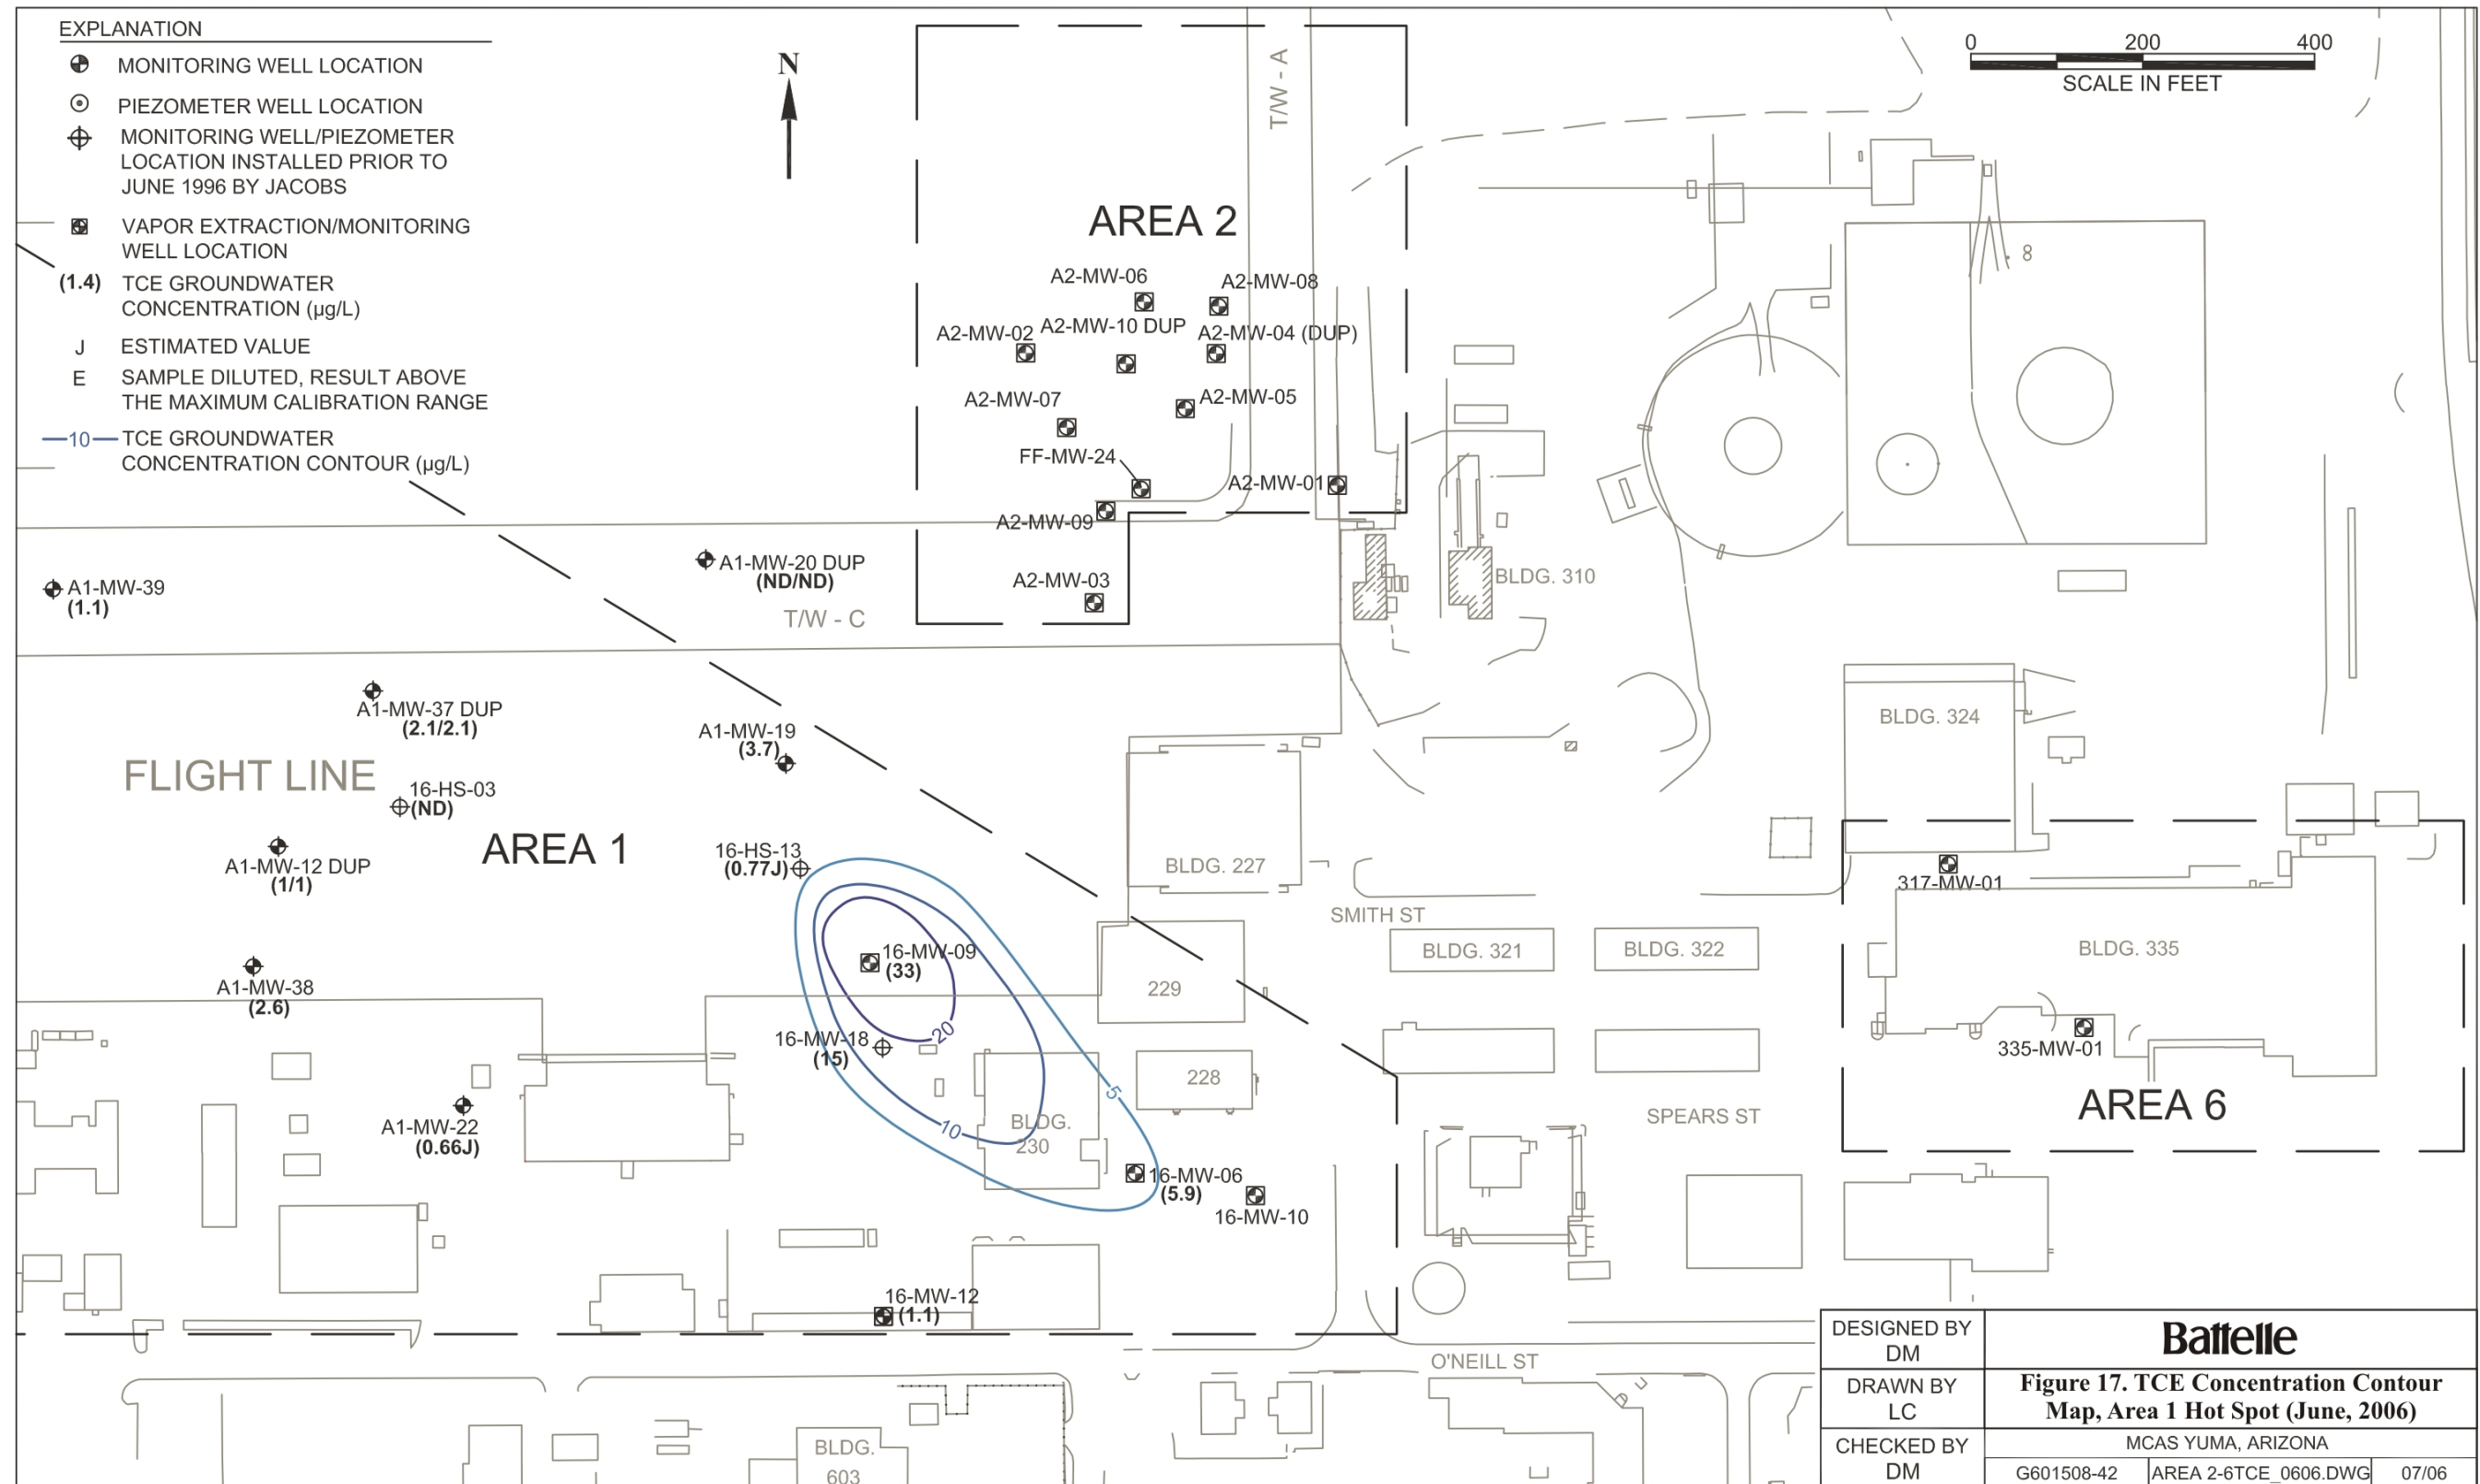 EXPLANATION
MONITORING WELL LOCATION
PIEZOMETER WELL LOCATION
MONITORING WELL/PIEZOMETER
LOCATION INSTALLED PRIOR TO
JUNE 1996 BY JACOBS
VAPOR EXTRACTION/MONITORING
WELL LOCATION
(1.4) TCE GROUNDWATER
CONCENTRATION (µg/L)
J ESTIMATED VALUE
E SAMPLE DILUTED, RESULT ABOVE
THE MAXIMUM CALIBRATION RANGE
10 TCE GROUNDWATER
CONCENTRATION CONTOUR (µg/L)
N
T/W - A
0 200 400
SCALE IN FEET
AREA 2
A2-MW-06
A2-MW-08
A2-MW-02
A2-MW-10 DUP
A2-MW-04 (DUP)
A2-MW-07
A2-MW-05
FF-MW-24
A2-MW-01
A2-MW-09
A2-MW-03
BLDG. 310
A1-MW-39
(1.1)
A1-MW-20 DUP
(ND/ND)
T/W - C
A1-MW-37 DUP
(2.1/2.1)
A1-MW-19
(3.7)
FLIGHT LINE
16-HS-03
(ND)
AREA 1
A1-MW-12 DUP
(1/1)
16-HS-13
(0.77J)
BLDG. 227
BLDG. 324
317-MW-01
SMITH ST
BLDG. 321
BLDG. 322
BLDG. 335
16-MW-09
(33)
229
A1-MW-38
(2.6)
20
16-MW-18
(15)
335-MW-01
228
5
AREA 6
SPEARS ST
A1-MW-22
(0.66J)
10
BLDG.
230
16-MW-06
(5.9)
16-MW-10
16-MW-12
(1.1)
O'NEILL ST
BLDG.
603
DESIGNED BY
DM
Battelle
DRAWN BY
LC
Figure 17. TCE Concentration Contour
Map, Area 1 Hot Spot (June, 2006)
CHECKED BY
DM
MCAS YUMA, ARIZONA
G601508-42 AREA 2-6TCE_0606.DWG 07/06